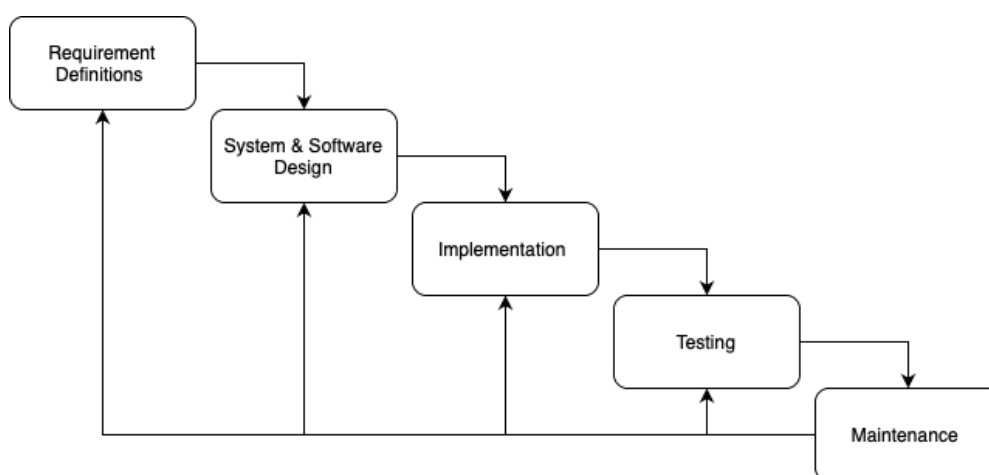 Requirement
Definitions
System & Software
Design
Implementation
Testing
Maintenance